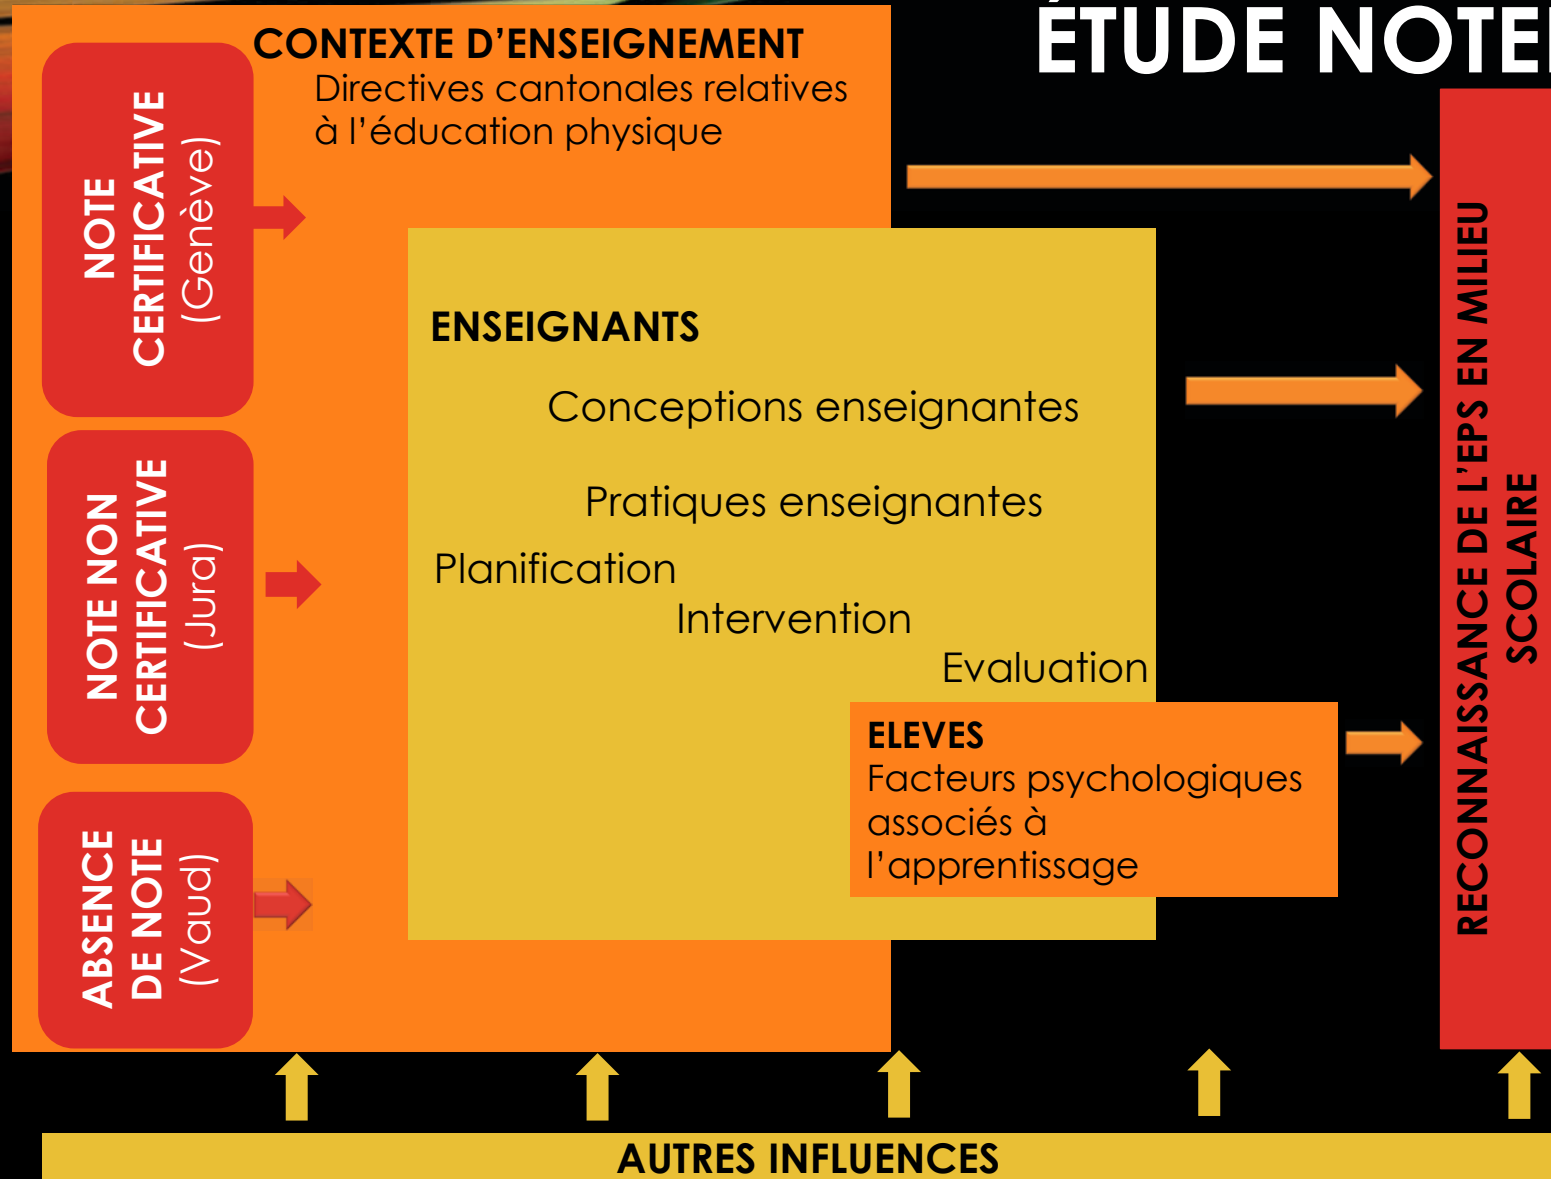 ÉTUDE NOTE
CONTEXTE D'ENSEIGNEMENT
Directives cantonales relatives
à l'éducation physique
NOTE
CERTIFICATIVE
(Genève)
NOTE NON
CERTIFICATIVE
(Jura)
ABSENCE
DE NOTE
(Vaud)
ENSEIGNANTS
Conceptions enseignantes
Pratiques enseignantes
Planification
Intervention
Evaluation
ELEVES
Facteurs psychologiques
associés à
l'apprentissage
RECONNAISSANCE DE L'EPS EN MILIEU
SCOLAIRE
AUTRES INFLUENCES